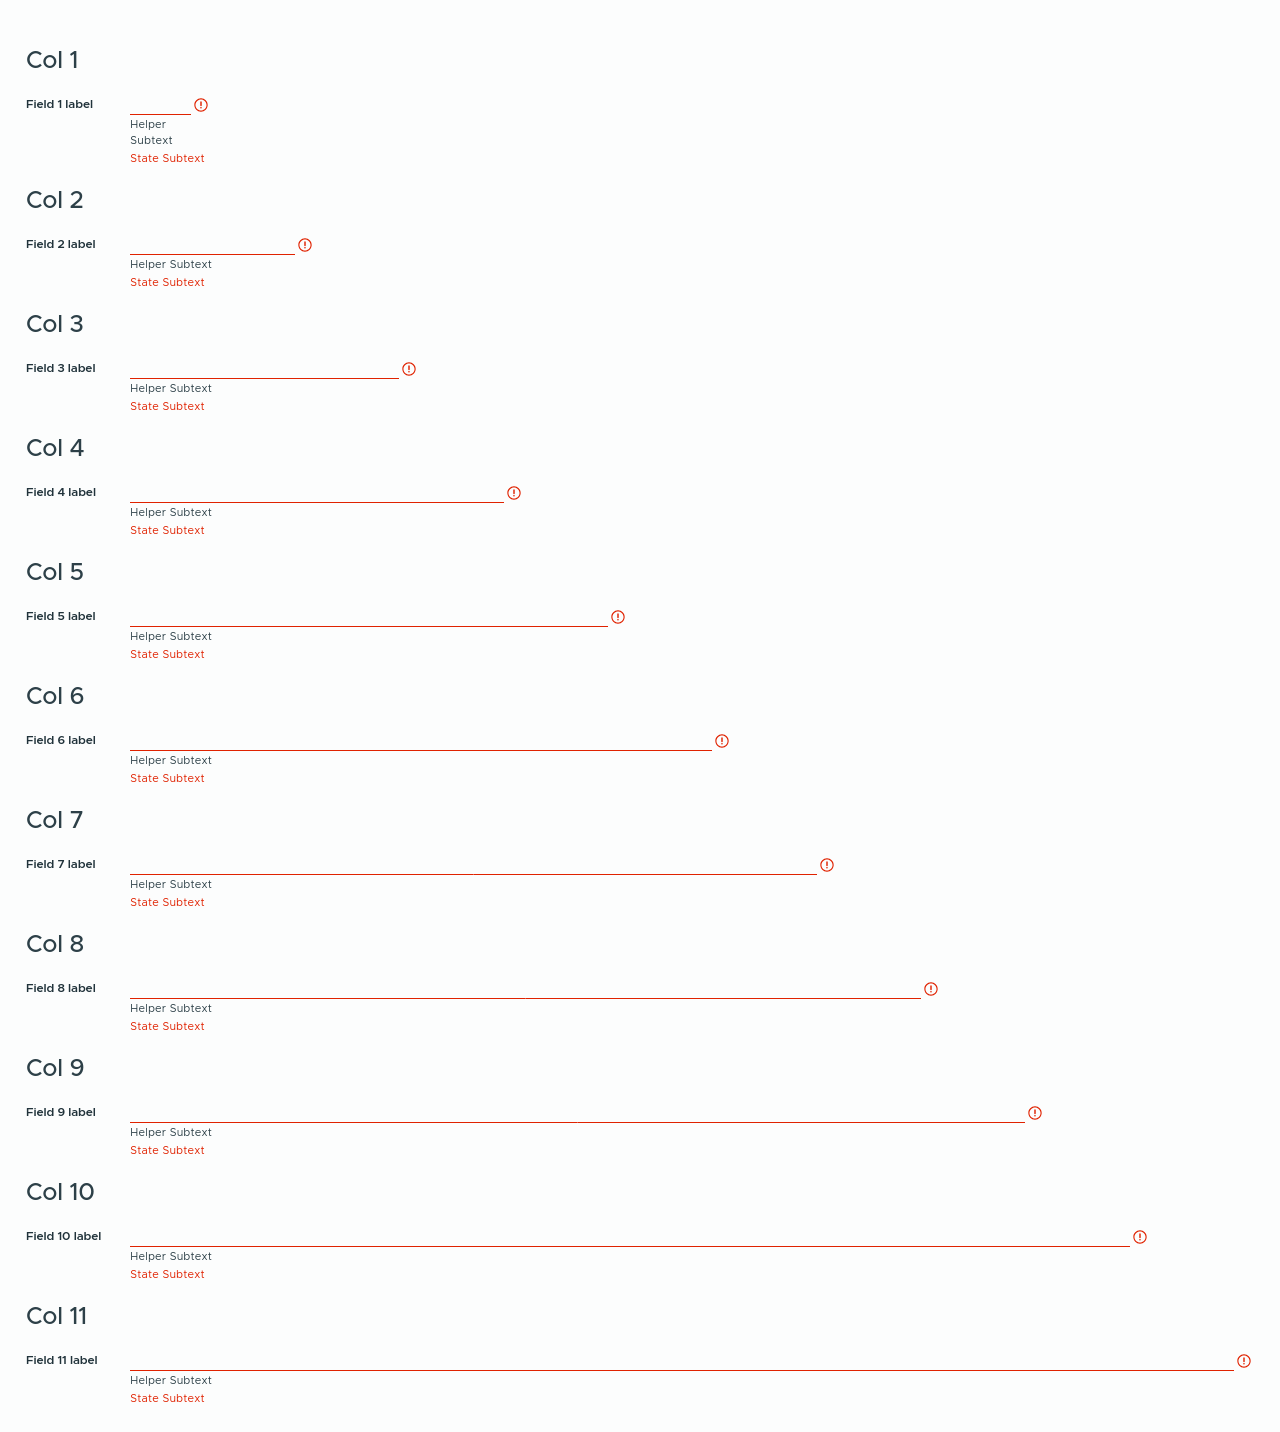 Col 1
Field 1 label
Helper
Subtext
State Subtext
Col 2
Field 2 label
Helper Subtext
State Subtext
Col 3
Field 3 label
Helper Subtext
State Subtext
Col 4
Field 4 label
Helper Subtext
State Subtext
Col 5
Field 5 label
Helper Subtext
State Subtext
Col 6
Field 6 label
Helper Subtext
State Subtext
Col 7
Field 7 label
Helper Subtext
State Subtext
Col 8
Field 8 label
Helper Subtext
State Subtext
Col 9
Field 9 label
Helper Subtext
State Subtext
Col 10
Field 10 label
Helper Subtext
State Subtext
Col 11
Field 11 label
Helper Subtext
State Subtext